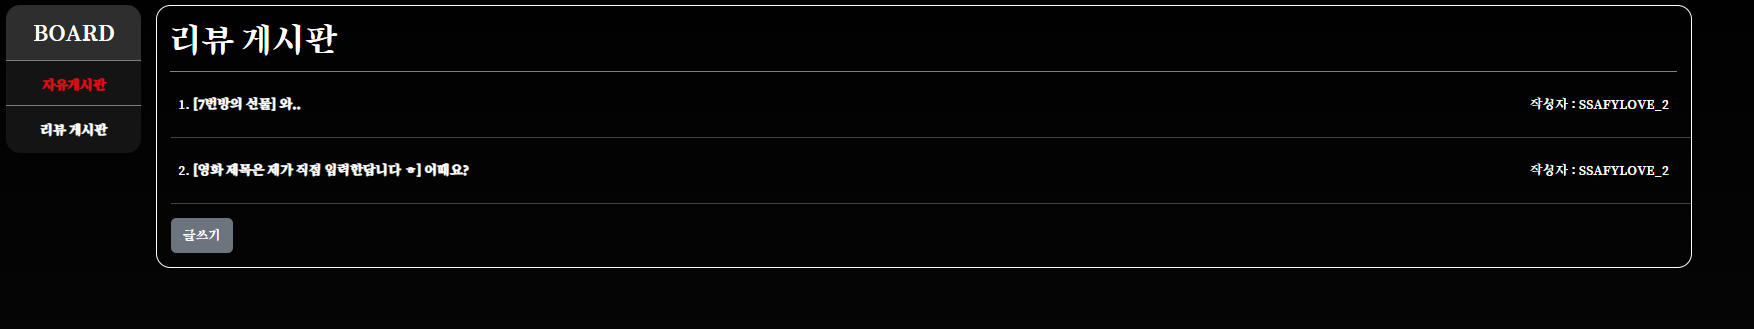 BOARD
자유게시판
리뷰 게시판
리뷰 게시판
1. [7번방의 선물] 와..
작성자 : SSAFYLOVE_2
2. [영화 제목은 제가 직접 입력한답니다 ㅎ] 어때요?
작성자 : SSAFYLOVE_2
글쓰기